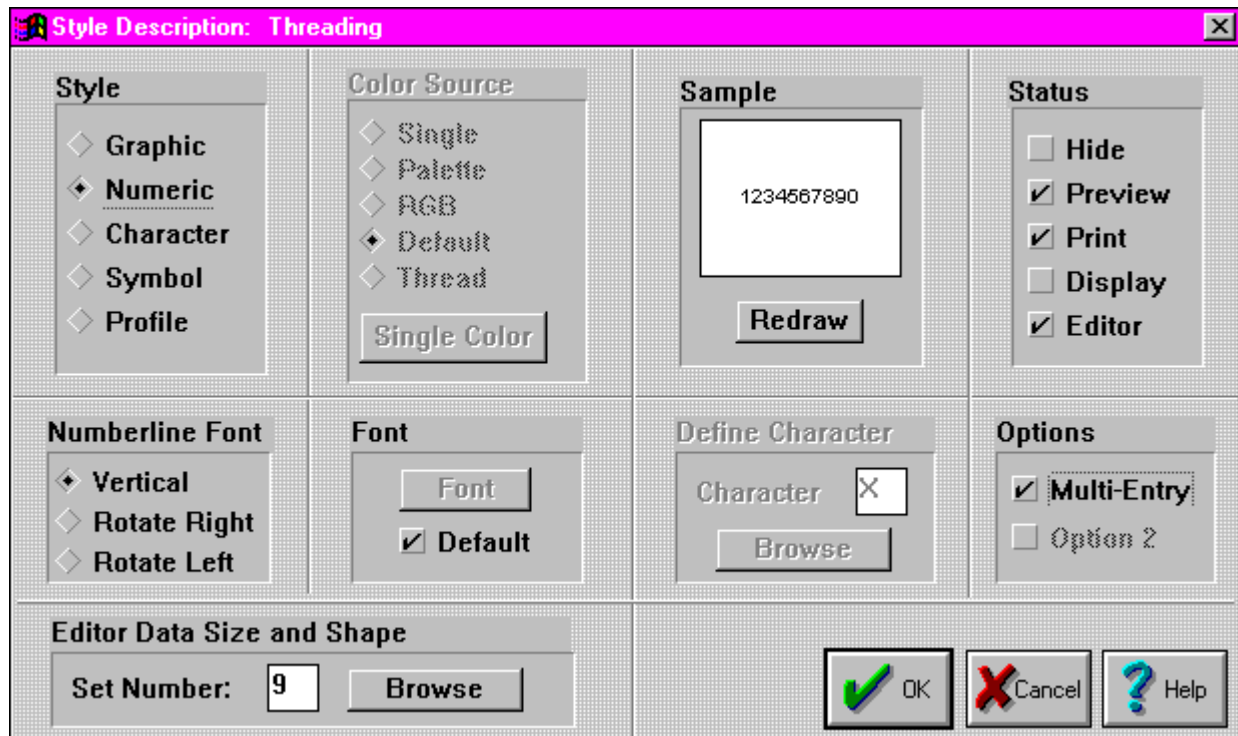 Style Description: Threading
Style
Graphic
Numeric
Character
Symbol
Profile
Color Source
Single
Palette
RGB
Default
Thread
Single Color
Sample
1234567890
Redraw
Status
Hide
Preview
Print
Display
Editor
Numberline Font
Vertical
Rotate Right
Rotate Left
Font
Font
Default
Define Character
Character X
Browse
Options
Multi-Entry
Option 2
Editor Data Size and Shape
Set Number: 9 Browse
OK
Cancel
Help